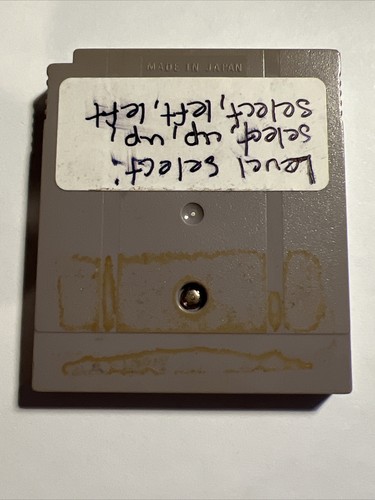 MADE IN JAPAN
Level Select:
select, up, up,
select, left, left